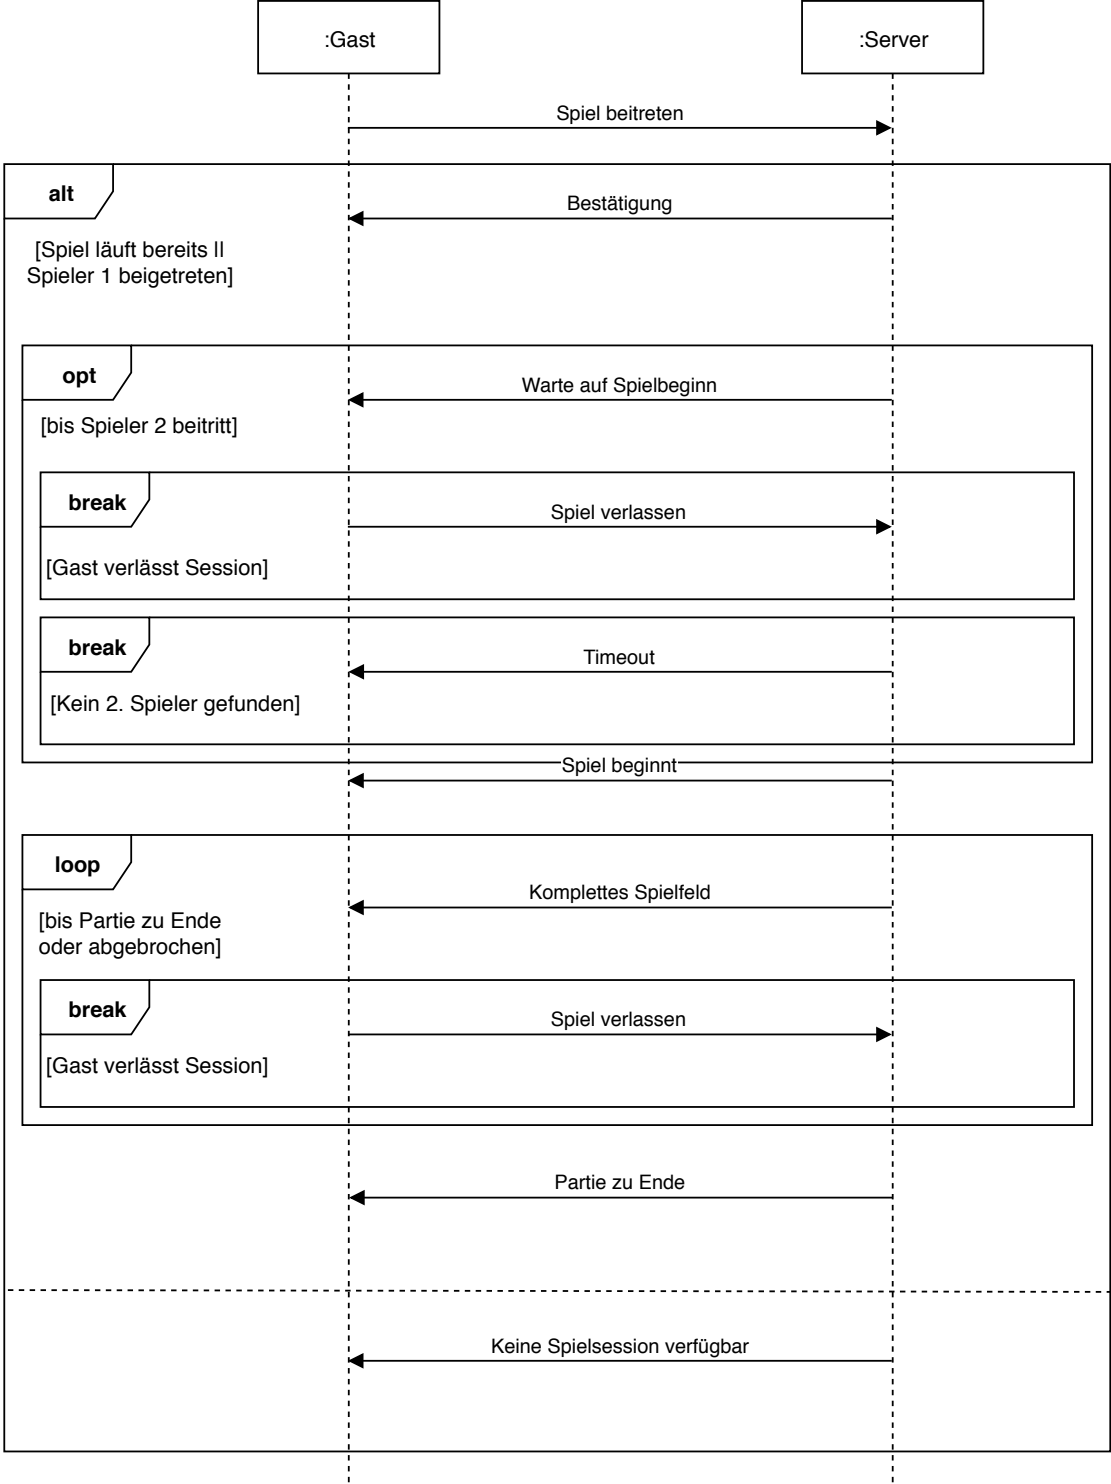 :Gast
:Server
Spiel beitreten
alt
Bestätigung
[Spiel läuft bereits ||
Spieler 1 beigetreten]
opt
Warte auf Spielbeginn
[bis Spieler 2 beitritt]
break
Spiel verlassen
[Gast verlässt Session]
break
Timeout
[Kein 2. Spieler gefunden]
Spiel beginnt
loop
Komplettes Spielfeld
[bis Partie zu Ende
oder abgebrochen]
break
Spiel verlassen
[Gast verlässt Session]
Partie zu Ende
Keine Spielsession verfügbar